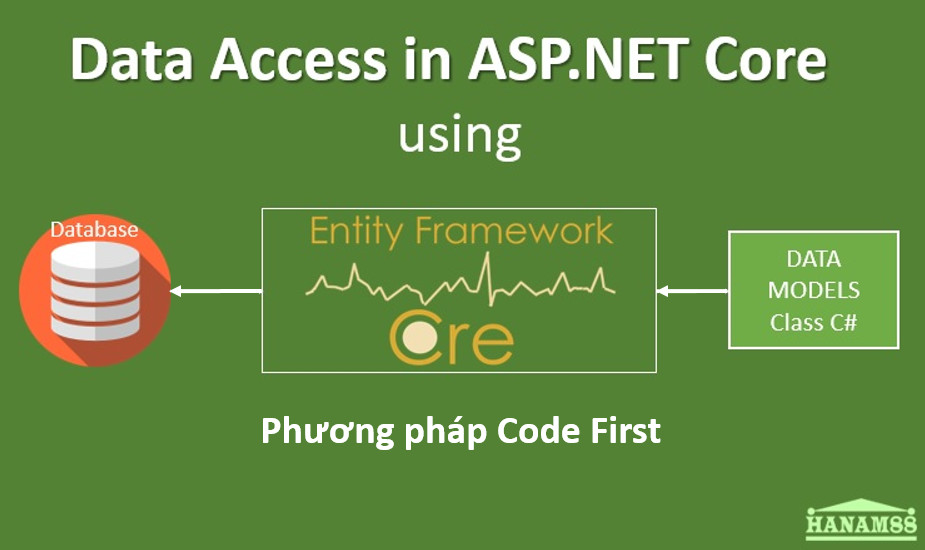 Data Access in ASP.NET Core
using
Database
Entity Framework
Core
DATA
MODELS
Class C#
Phương pháp Code First
HANAM88